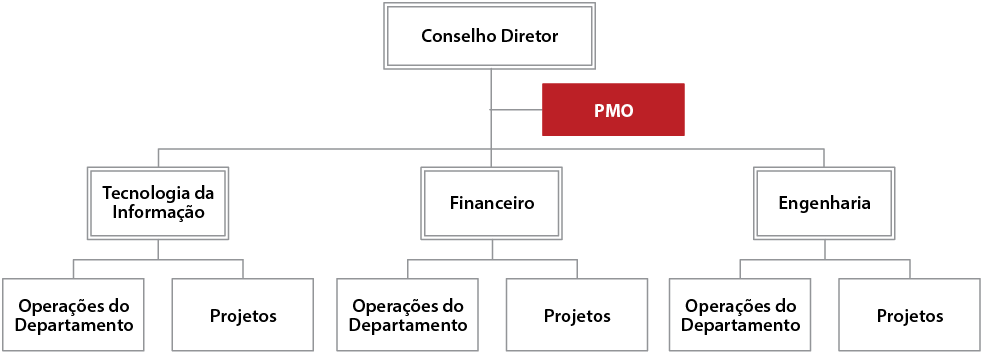 Conselho Diretor
PMO
Tecnologia da
Informação
Financeiro
Engenharia
Operações do
Departamento
Projetos
Operações do
Departamento
Projetos
Operações do
Departamento
Projetos